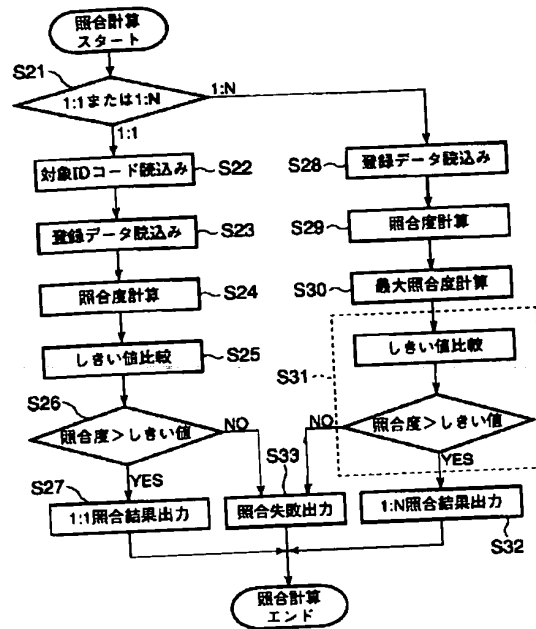 照合計算
スタート
S21
1:1または1:N
1:N
1:1
対象IDコード読込み
S22
登録データ読込み
S23
照合度計算
S24
しきい値比較
S25
S26
照合度>しきい値
NO
YES
S27
1:1照合結果出力
S28
登録データ読込み
S29
照合度計算
S30
最大照合度計算
S31
しきい値比較
照合度>しきい値
NO
YES
S33
照合失敗出力
1:N照合結果出力
S32
照合計算
エンド